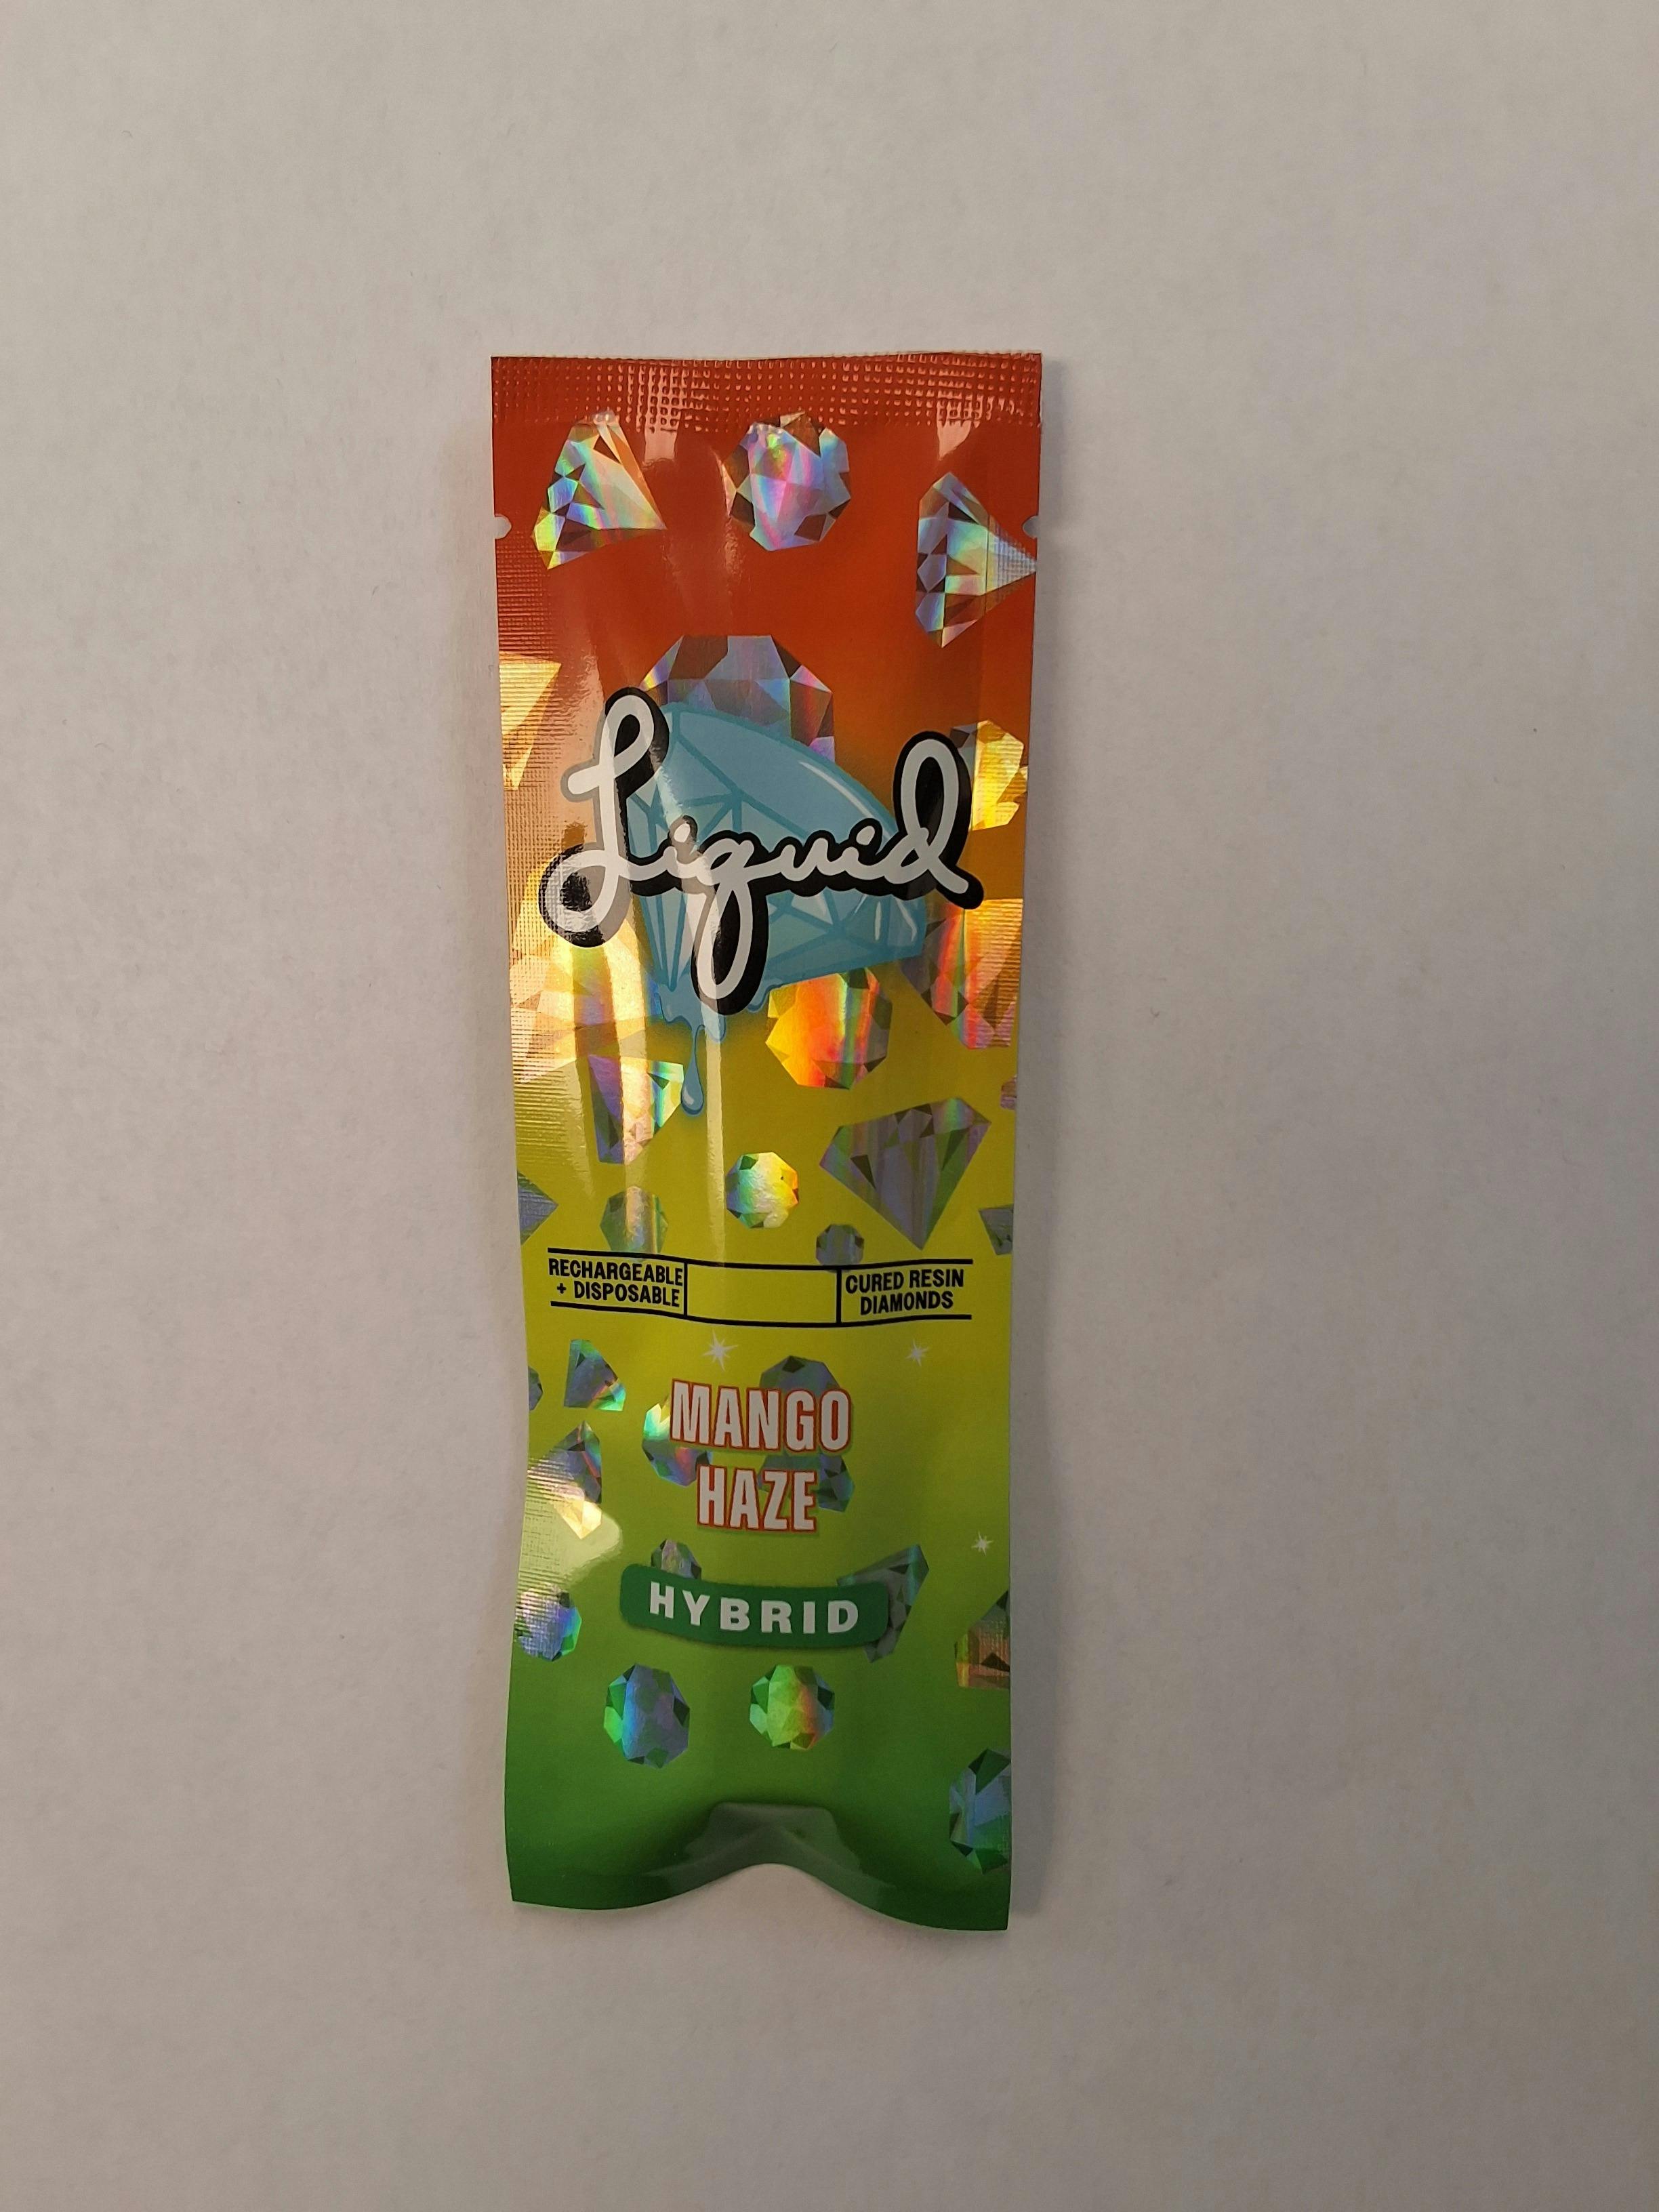 Liquid
RECHARGEABLE
+ DISPOSABLE
CURED RESIN
DIAMONDS
MANGO
HAZE
HYBRID